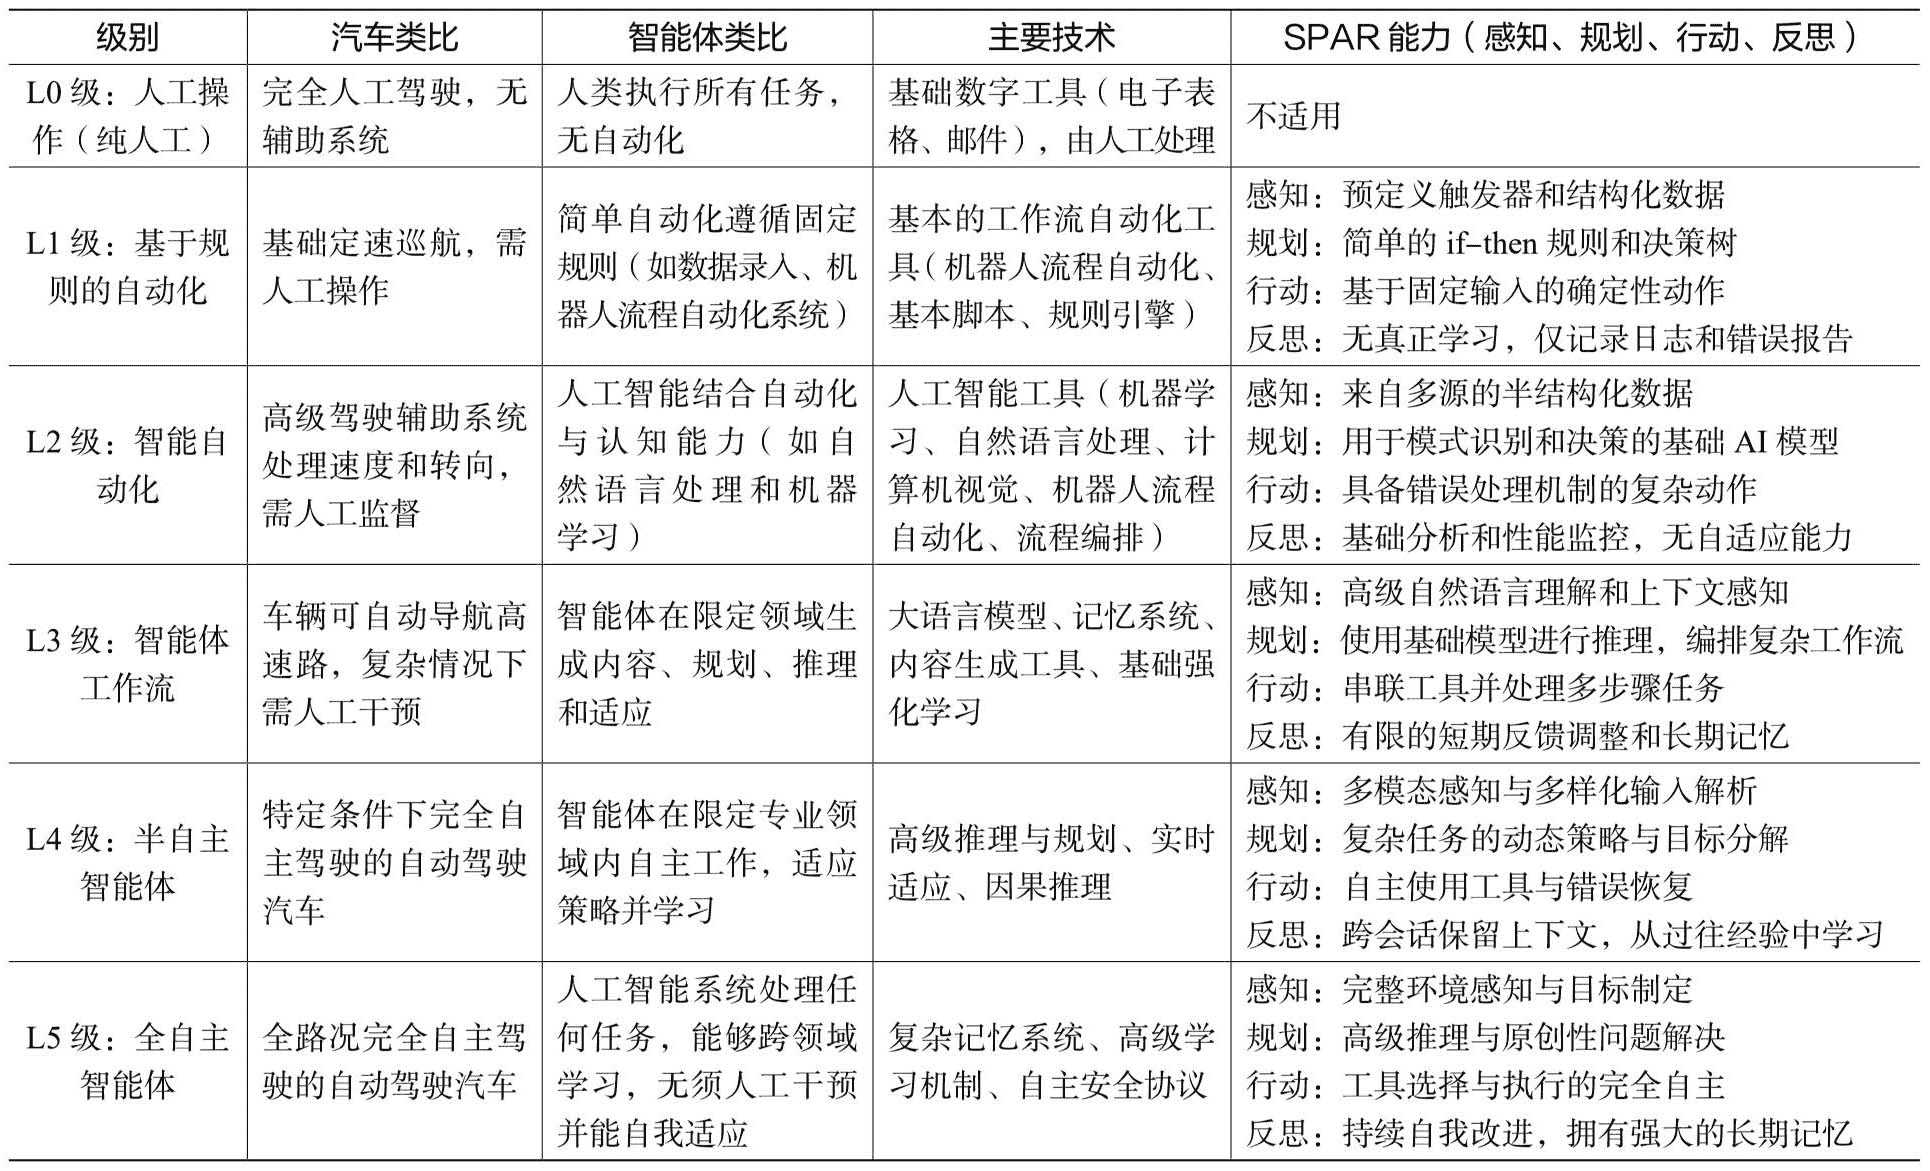 级别 汽车类比 智能体类比 主要技术 SPAR 能力（感知、规划、行动、反思）
L0 级：人工操
作（纯人工）
完全人工驾驶，无
辅助系统
人类执行所有任务，
无自动化
基础数字工具（电子表
格、邮件），由人工处理
不适用
L1 级：基于规
则的自动化
基础定速巡航，需
人工操作
简单自动化遵循固定
规则（如数据录入、机
器人流程自动化系统）
基本的工作流自动化工
具（机器人流程自动化、
基本脚本、规则引擎）
感知：预定义触发器和结构化数据
规划：简单的 if–then 规则和决策树
行动：基于固定输入的确定性动作
反思：无真正学习，仅记录日志和错误报告
L2 级：智能自
动化
高级驾驶辅助系统
处理速度和转向，
需人工监督
人工智能结合自动化
与认知能力（如自
然语言处理和机器
学习）
人工智能工具（机器学
习、自然语言处理、计
算机视觉、机器人流程
自动化、流程编排）
感知：来自多源的半结构化数据
规划：用于模式识别和决策的基础 AI 模型
行动：具备错误处理机制的复杂动作
反思：基础分析和性能监控，无自适应能力
L3 级：智能体
工作流
车辆可自动导航高
速路，复杂情况下
需人工干预
智能体在限定领域生
成内容、规划、推理
和适应
大语言模型、记忆系统、
内容生成工具、基础强
化学习
感知：高级自然语言理解和上下文感知
规划：使用基础模型进行推理，编排复杂工作流
行动：串联工具并处理多步骤任务
反思：有限的短期反馈调整和长期记忆
L4 级：半自主
智能体
特定条件下完全自
主驾驶的自动驾驶
汽车
智能体在限定专业领
域内自主工作，适应
策略并学习
高级推理与规划、实时
适应、因果推理
感知：多模态感知与多样化输入解析
规划：复杂任务的动态策略与目标分解
行动：自主使用工具与错误恢复
反思：跨会话保留上下文，从过往经验中学习
L5 级：全自主
智能体
全路况完全自主驾
驶的自动驾驶汽车
人工智能系统处理任
何任务，能够跨领域
学习，无须人工干预
并能自我适应
复杂记忆系统、高级学
习机制、自主安全协议
感知：完整环境感知与目标制定
规划：高级推理与原创性问题解决
行动：工具选择与执行的完全自主
反思：持续自我改进，拥有强大的长期记忆